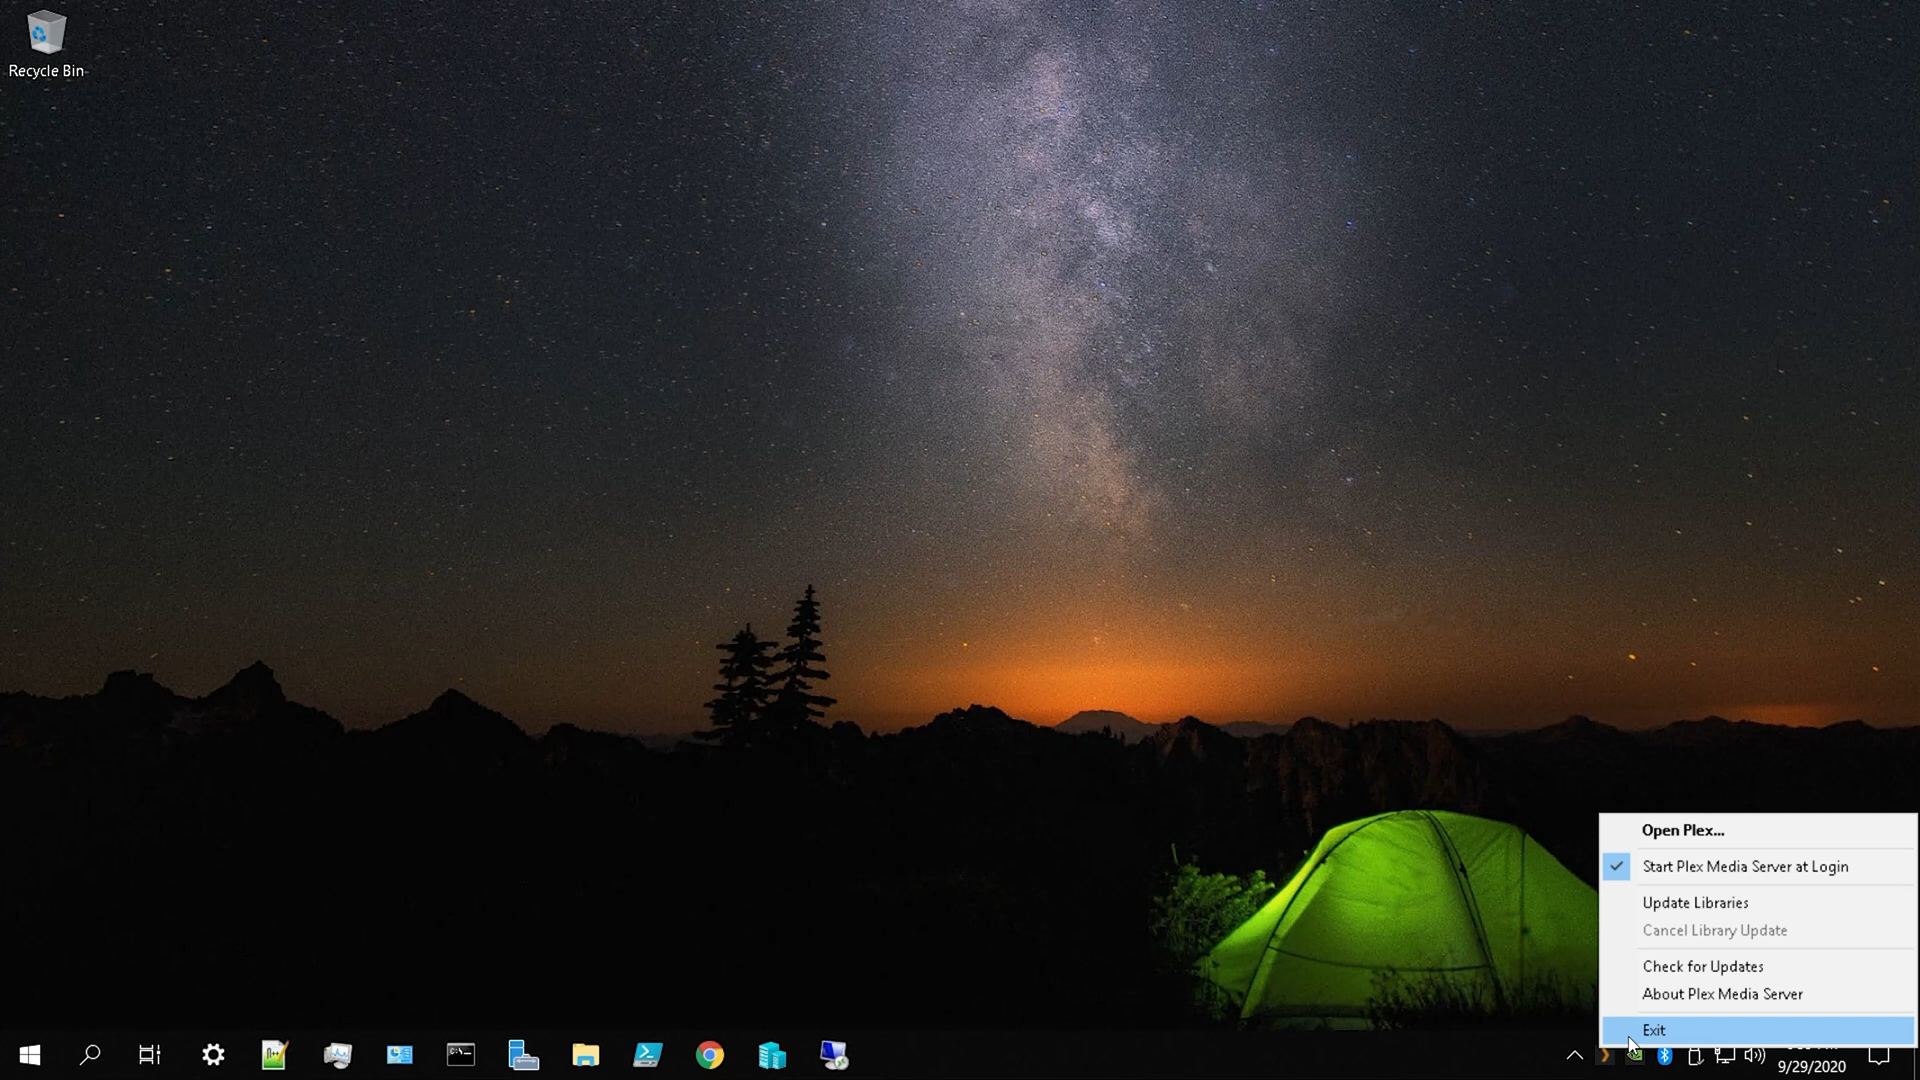 Recycle Bin
Open Plex...
Start Plex Media Server at Login
Update Libraries
Cancel Library Update
Check for Updates
About Plex Media Server
Exit
9/29/2020